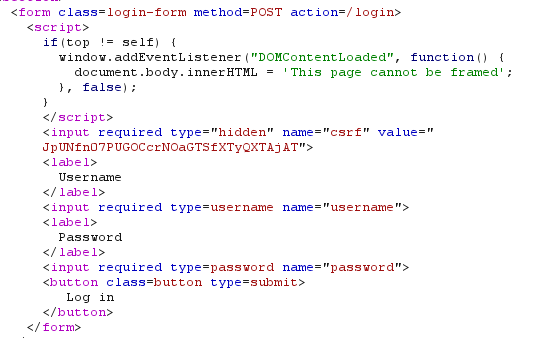 <form class=login-form method=POST action=/login>
<script>
if(top != self) {
window.addEventListener("DOMContentLoaded", function() {
document.body.innerHTML = 'This page cannot be framed';
}, false);
}
</script>
<input required type="hidden" name="csrf" value="
JpUNfnO7PUGOCcrNOaGTSfXTyQXTAjAT">
<label>
Username
</label>
<input required type=username name="username">
<label>
Password
</label>
<input required type=password name="password">
<button class=button type=submit>
Log in
</button>
</form>